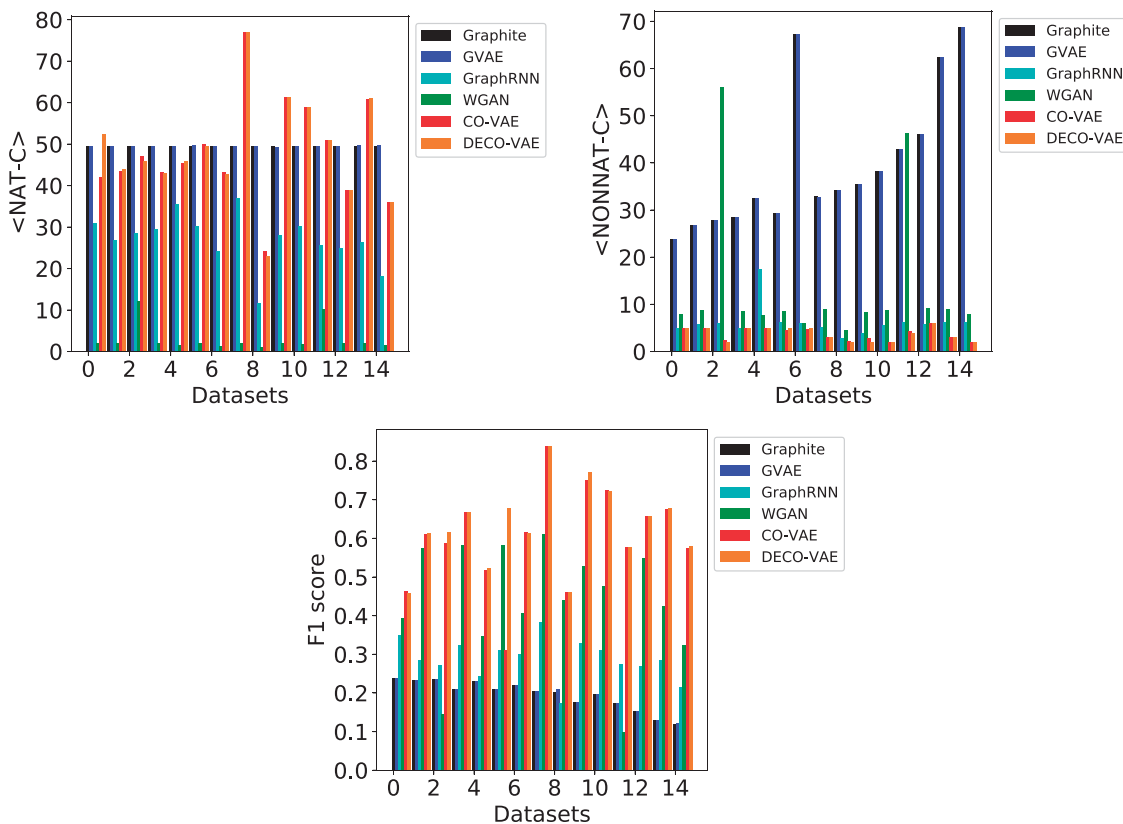 80
70
60
50
40
30
20
10
0
<NAT-C>
0 2 4 6 8 10 12 14
Datasets
Graphite
GVAE
GraphRNN
WGAN
CO-VAE
DECO-VAE
70
60
50
40
30
20
10
0
<NONNAT-C>
0 2 4 6 8 10 12 14
Datasets
Graphite
GVAE
GraphRNN
WGAN
CO-VAE
DECO-VAE
0.8
0.7
0.6
0.5
0.4
0.3
0.2
0.1
0.0
F1 score
0 2 4 6 8 10 12 14
Datasets
Graphite
GVAE
GraphRNN
WGAN
CO-VAE
DECO-VAE